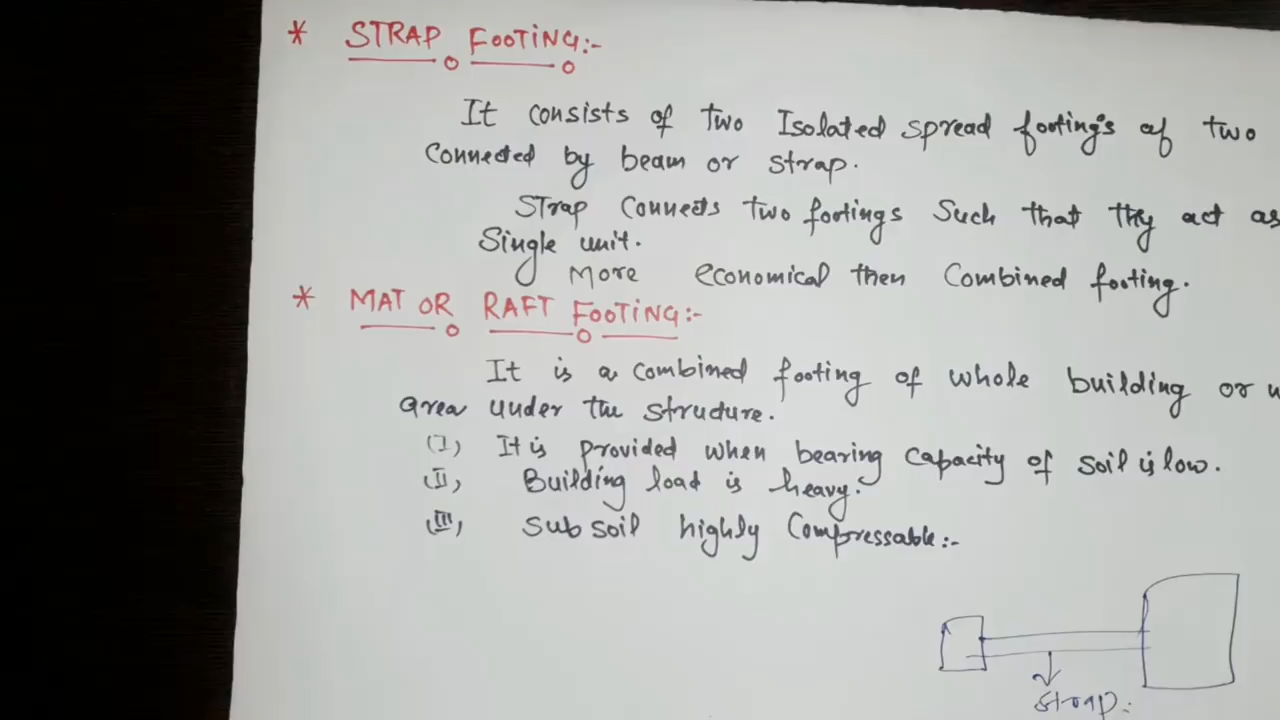 * STRAP FOOTING:-
It consists of two Isolated spread footing's of two
Connected by beam or strap.
STrap Connects two footings Such that they act as
Single unit.
More economical then Combined footing.
* MAT OR RAFT FOOTING:-
It is a combined footing of whole building or
area under the structure.
(I) It is provided when bearing capacity of soil is low.
(II) Building load is heavy.
(III) Sub soil highly Compressable:-
Strap: